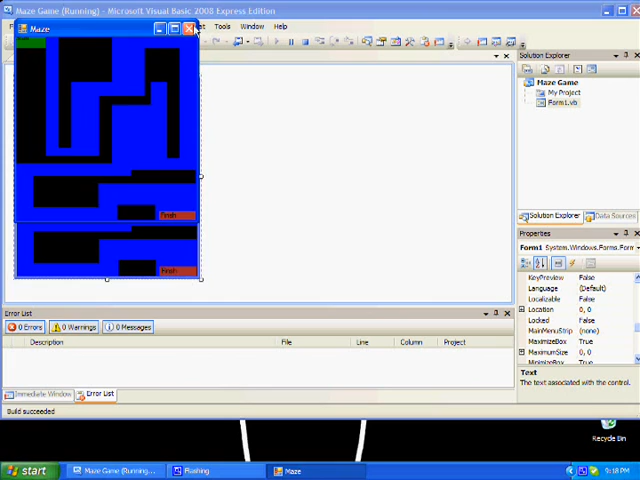 Maze Game (Running) - Microsoft Visual Basic 2008 Express Edition
Maze
Tools Window Help
Finish
Finish
Solution Explorer
Maze Game
My Project
Form1.vb
Solution Explorer Data Sources
Properties
Form1 System.Windows.Forms.Form
KeyPreview False
Language (Default)
Localizable False
Location 0, 0
Locked False
MainMenuStrip (none)
MaximizeBox True
MaximumSize 0, 0
MinimizeBox True
Text
The text associated with the control.
Error List
0 Errors 0 Warnings 0 Messages
Description File Line Column Project
Immediate Window Error List
Build succeeded
Recycle Bin
start Maze Game (Running... Flashing Maze 9:18 PM